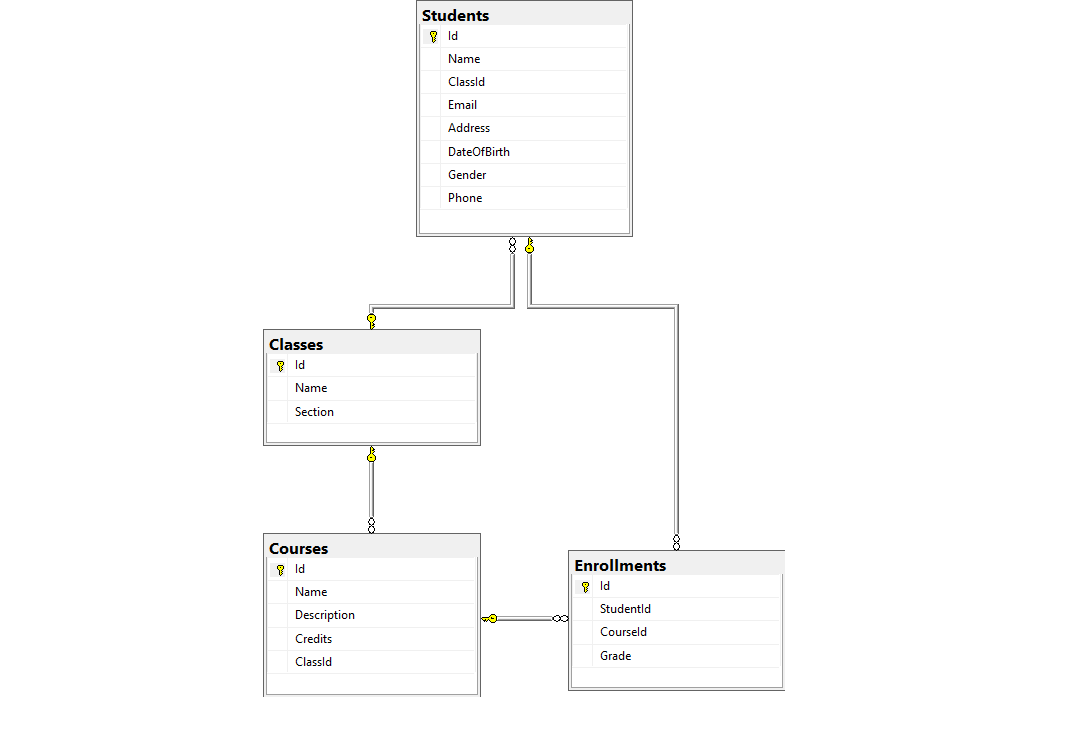 Students
Id
Name
ClassId
Email
Address
DateOfBirth
Gender
Phone
Classes
Id
Name
Section
Courses
Id
Name
Description
Credits
ClassId
Enrollments
Id
StudentId
CourseId
Grade